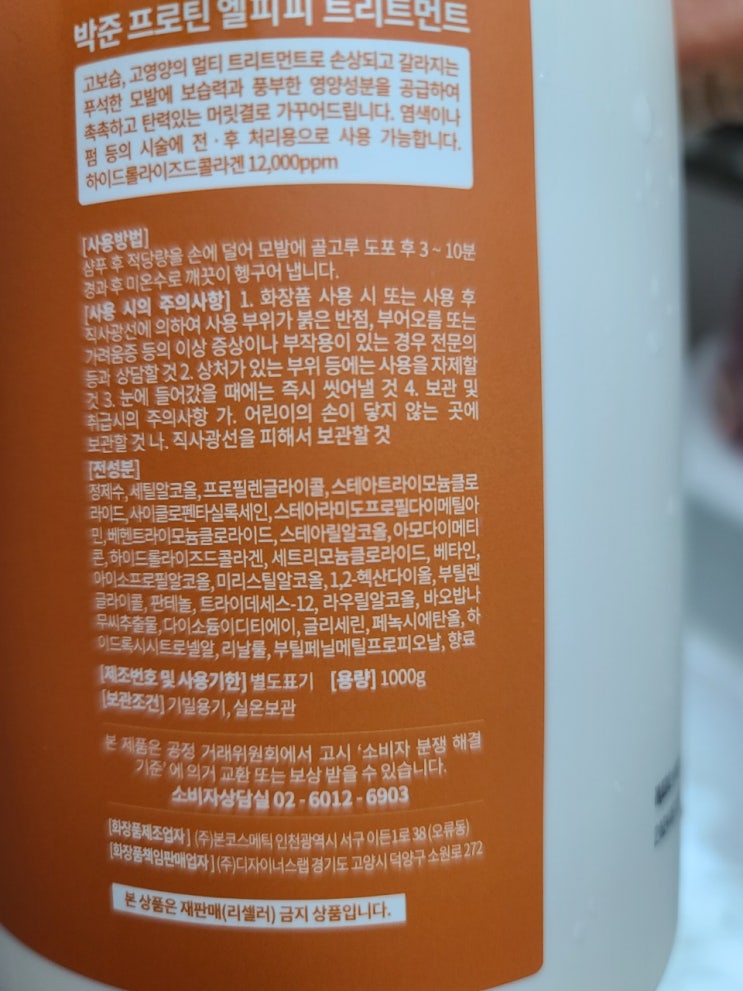 박준 프로틴 엘피피 트리트먼트
고보습, 고영양의 멀티 트리트먼트로 손상되고 갈라지는
푸석한 모발에 보습력과 풍부한 영양성분을 공급하여
촉촉하고 탄력있는 머릿결로 가꾸어드립니다. 염색이나
펌 등의 시술에 전·후 처리용으로 사용 가능합니다.
하이드롤라이즈드콜라겐 12,000ppm
[사용방법]
샴푸 후 적당량을 손에 덜어 모발에 골고루 도포 후 3 ~ 10분
경과 후 미온수로 깨끗이 헹구어 냅니다.
[사용 시의 주의사항] 1. 화장품 사용 시 또는 사용 후
직사광선에 의하여 사용 부위가 붉은 반점, 부어오름 또는
가려움증 등의 이상 증상이나 부작용이 있는 경우 전문의
등과 상담할 것 2. 상처가 있는 부위 등에는 사용을 자제할
것 3. 눈에 들어갔을 때에는 즉시 씻어낼 것 4. 보관 및
취급시의 주의사항 가. 어린이의 손이 닿지 않는 곳에
보관할 것 나. 직사광선을 피해서 보관할 것
[전성분]
정제수, 세틸알코올, 프로필렌글라이콜, 스테아트라이모늄클로
라이드, 사이클로펜타실록세인, 스테아라미도프로필다이메틸아
민, 베헨트라이모늄클로라이드, 스테아릴알코올, 아모다이메티
콘, 하이드롤라이즈드콜라겐, 세트리모늄클로라이드, 베타인,
아이소프로필알코올, 미리스틸알코올, 1,2-헥산다이올, 부틸렌
글라이콜, 판테놀, 트라이데세스-12, 라우릴알코올, 바오밥나
무씨추출물, 다이소듐이디티에이, 글리세린, 페녹시에탄올, 하
이드록시시트로넬알, 리날룰, 부틸페닐메틸프로피오날, 향료
[제조번호 및 사용기한] 별도표기 [용량] 1000g
[보관조건] 기밀용기, 실온보관
본 제품은 공정 거래위원회에서 고시 '소비자 분쟁 해결
기준'에 의거 교환 또는 보상 받을 수 있습니다.
소비자상담실 02 - 6012 - 6903
[화장품제조업자] (주)본코스메틱 인천광역시 서구 이든1로 38 (오류동)
[화장품책임판매업자] (주)디자이너스랩 경기도 고양시 덕양구 소원로 272
본 상품은 재판매(리셀러) 금지 상품입니다.